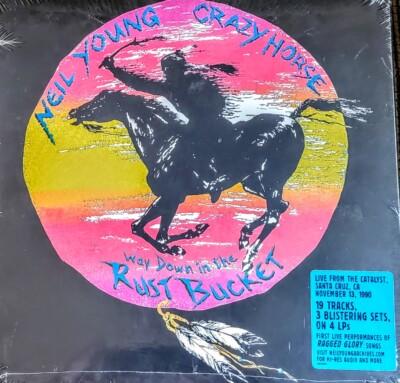 NEIL YOUNG CRAZY HORSE
Way Down in the
RUST BUCKET
LIVE FROM THE CATALYST,
SANTA CRUZ, CA
NOVEMBER 13, 1990
19 TRACKS,
3 BLISTERING SETS,
ON 4 LPs
FIRST LIVE PERFORMANCES OF
RAGGED GLORY SONGS
VISIT NEILYOUNGARCHIVES.COM
FOR HI-RES AUDIO AND MORE